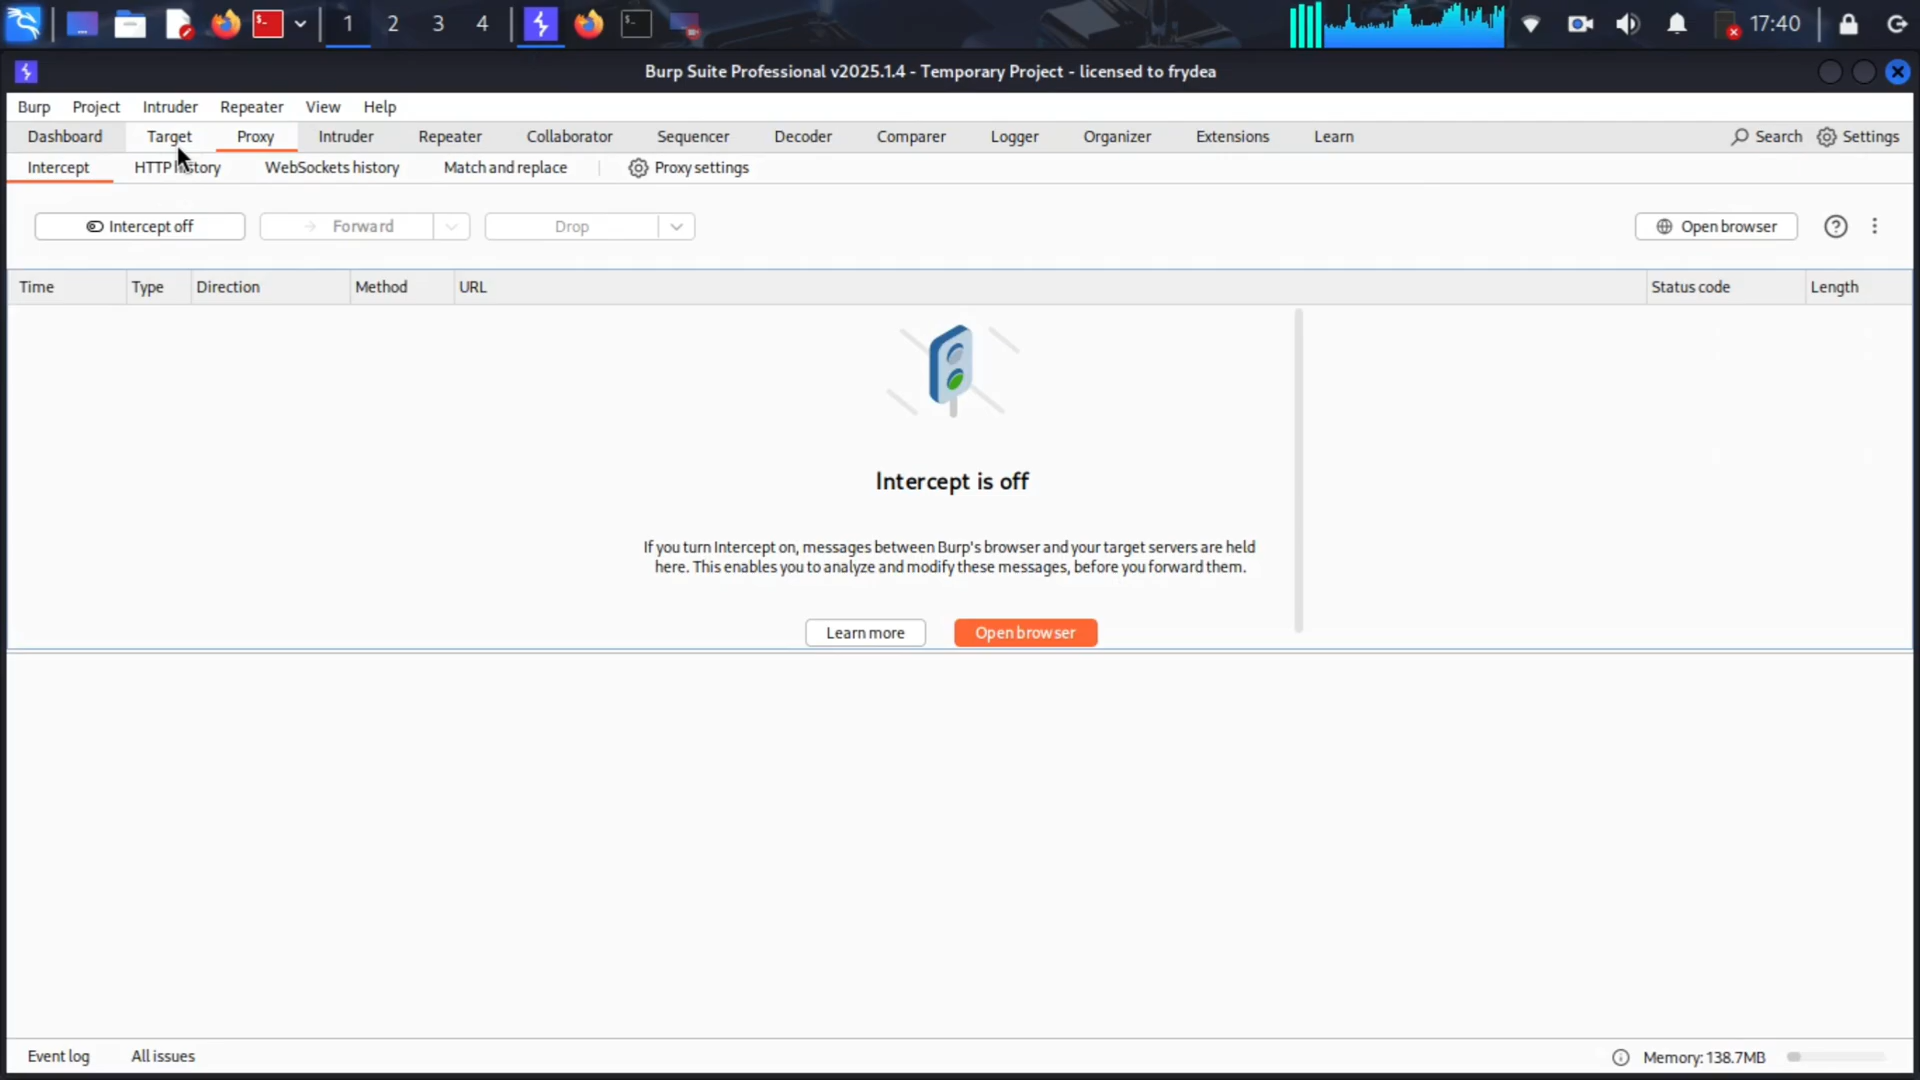 1 2 3 4 17:40
Burp Suite Professional v2025.1.4 - Temporary Project - licensed to frydea
Burp Project Intruder Repeater View Help
Dashboard Target Proxy Intruder Repeater Collaborator Sequencer Decoder Comparer Logger Organizer Extensions Learn Search Settings
Intercept HTTP history WebSockets history Match and replace Proxy settings
Intercept off Forward Drop Open browser
Time Type Direction Method URL Status code Length
Intercept is off
If you turn Intercept on, messages between Burp's browser and your target servers are held
here. This enables you to analyze and modify these messages, before you forward them.
Learn more Open browser
Event log All issues Memory: 138.7MB